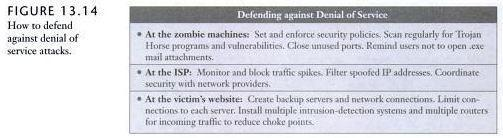 FIGURE 13.14
How to defend
against denial of
service attacks.
Defending against Denial of Service
• At the zombie machines: Set and enforce security policies. Scan regularly for Trojan
Horse programs and vulnerabilities. Close unused ports. Remind users not to open .exe
mail attachments.
• At the ISP: Monitor and block traffic spikes. Filter spoofed IP addresses. Coordinate
security with network providers.
• At the victim's website: Create backup servers and network connections. Limit con-
nections to each server. Install multiple intrusion-detection systems and multiple routers
for incoming traffic to reduce choke points.